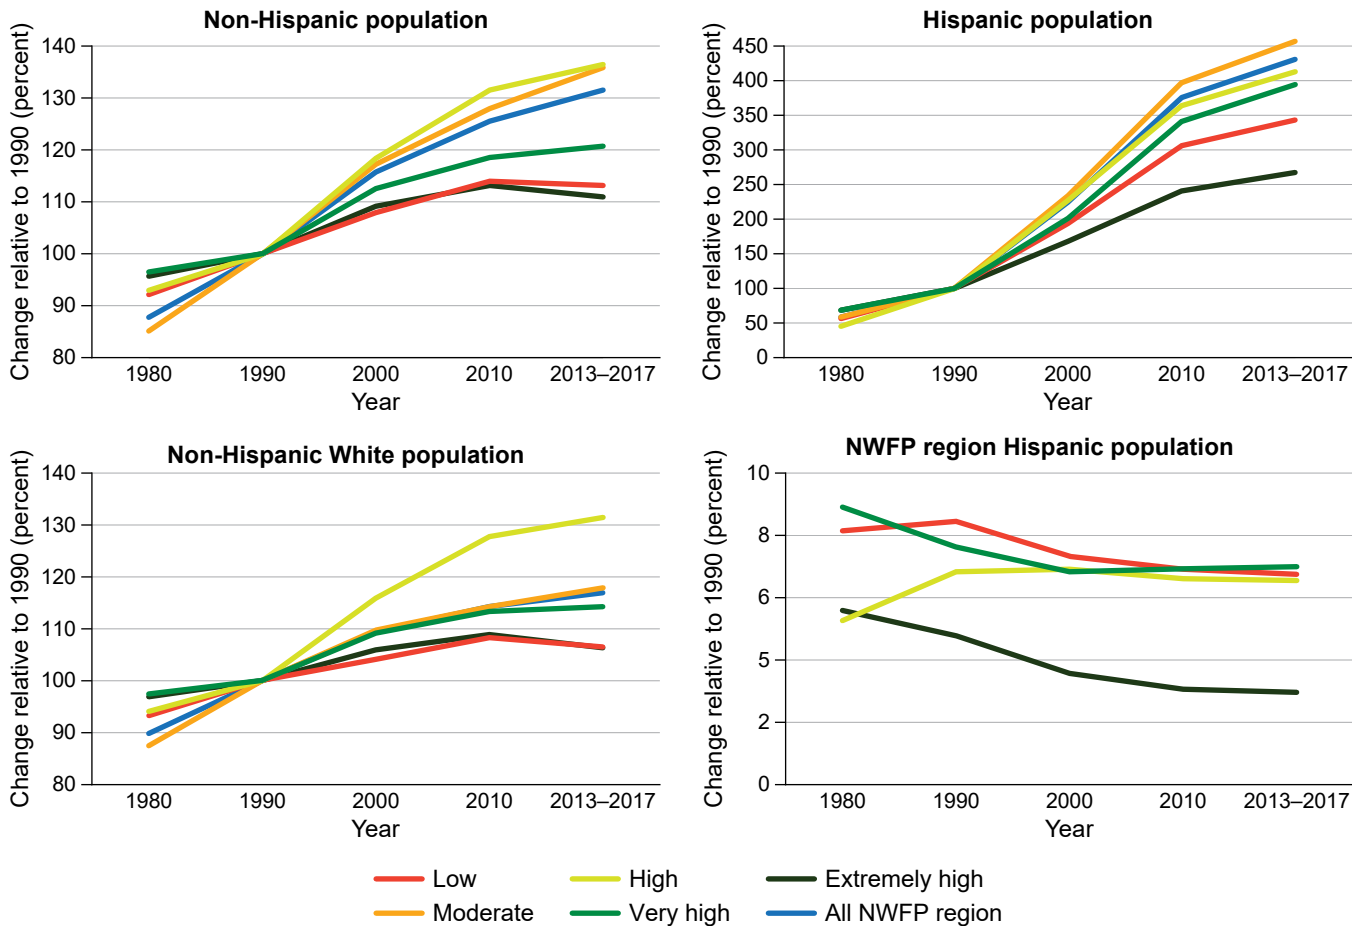 Non-Hispanic population
Change relative to 1990 (percent)
140
130
120
110
100
90
80
1980 1990 2000 2010 2013–2017
Year
Hispanic population
Change relative to 1990 (percent)
450
400
350
300
250
200
150
100
50
0
1980 1990 2000 2010 2013–2017
Year
Non-Hispanic White population
Change relative to 1990 (percent)
140
130
120
110
100
90
80
1980 1990 2000 2010 2013–2017
Year
NWFP region Hispanic population
Change relative to 1990 (percent)
10
8
6
5
2
0
1980 1990 2000 2010 2013–2017
Year
Low High Extremely high
Moderate Very high All NWFP region